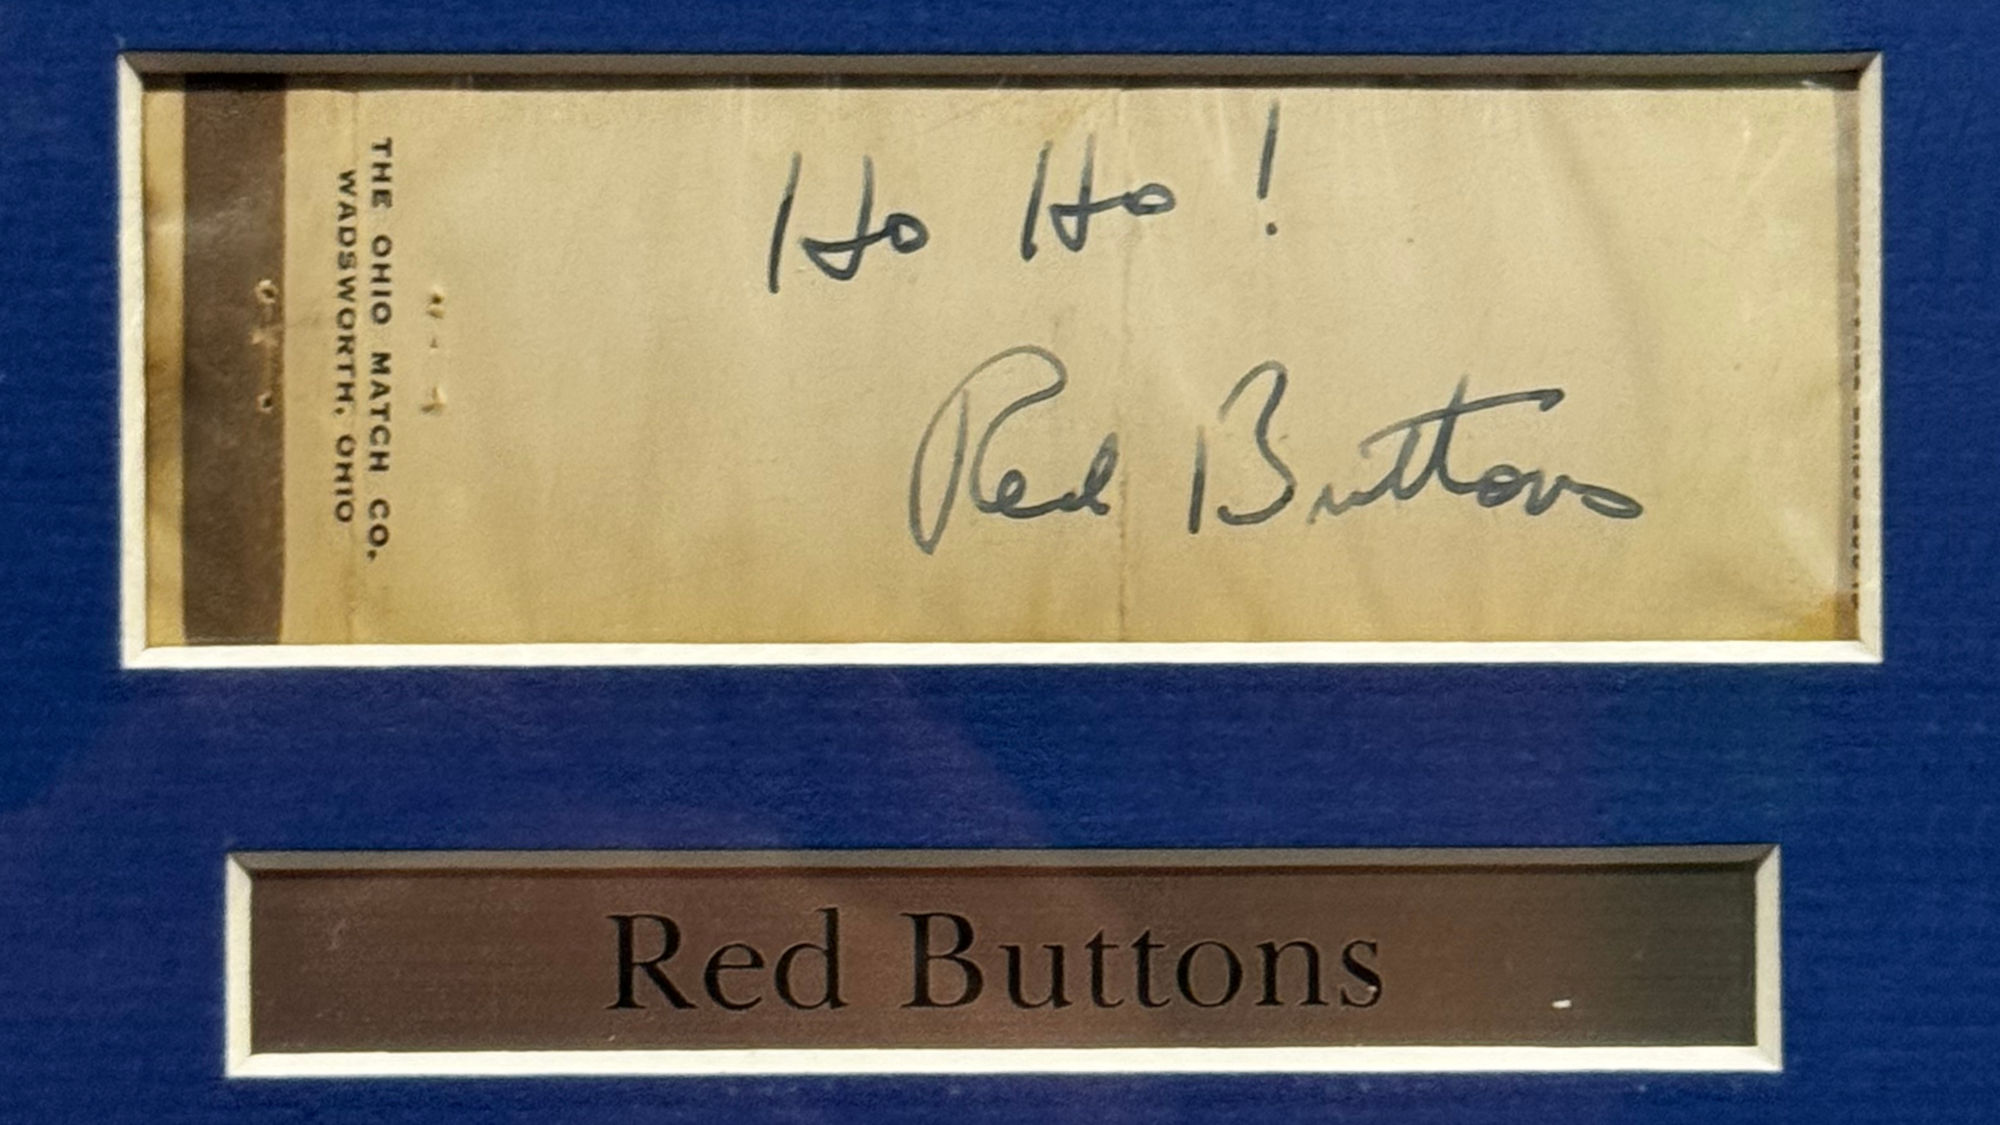 THE OHIO MATCH CO.
WADSWORTH, OHIO
Ho Ho !
Red Buttons
Red Buttons